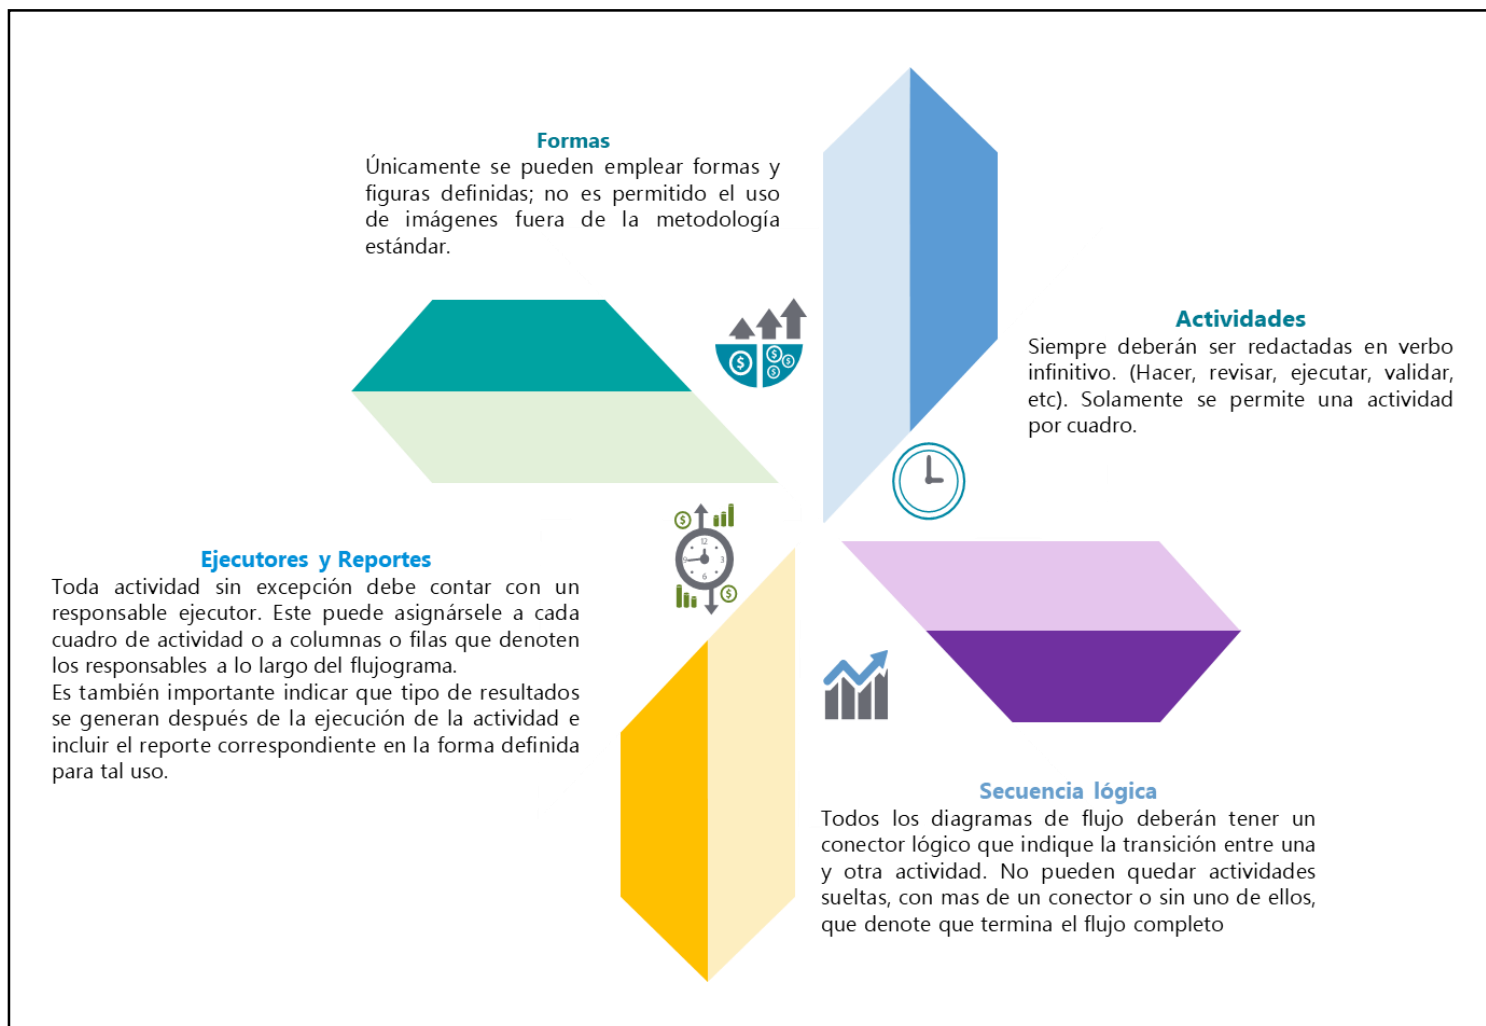 Formas
Únicamente se pueden emplear formas y
figuras definidas; no es permitido el uso
de imágenes fuera de la metodología
estándar.
Actividades
Siempre deberán ser redactadas en verbo
infinitivo. (Hacer, revisar, ejecutar, validar,
etc). Solamente se permite una actividad
por cuadro.
Ejecutores y Reportes
Toda actividad sin excepción debe contar con un
responsable ejecutor. Este puede asignársele a cada
cuadro de actividad o a columnas o filas que denoten
los responsables a lo largo del flujograma.
Es también importante indicar que tipo de resultados
se generan después de la ejecución de la actividad e
incluir el reporte correspondiente en la forma definida
para tal uso.
12
9
3
6
Secuencia lógica
Todos los diagramas de flujo deberán tener un
conector lógico que indique la transición entre una
y otra actividad. No pueden quedar actividades
sueltas, con mas de un conector o sin uno de ellos,
que denote que termina el flujo completo